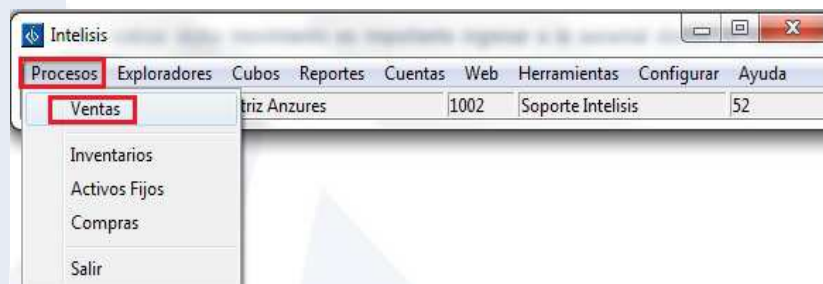 Intelisis
Procesos Exploradores Cubos Reportes Cuentas Web Herramientas Configurar Ayuda
Ventas triz Anzures 1002 Soporte Intelisis 52
Inventarios
Activos Fijos
Compras
Salir